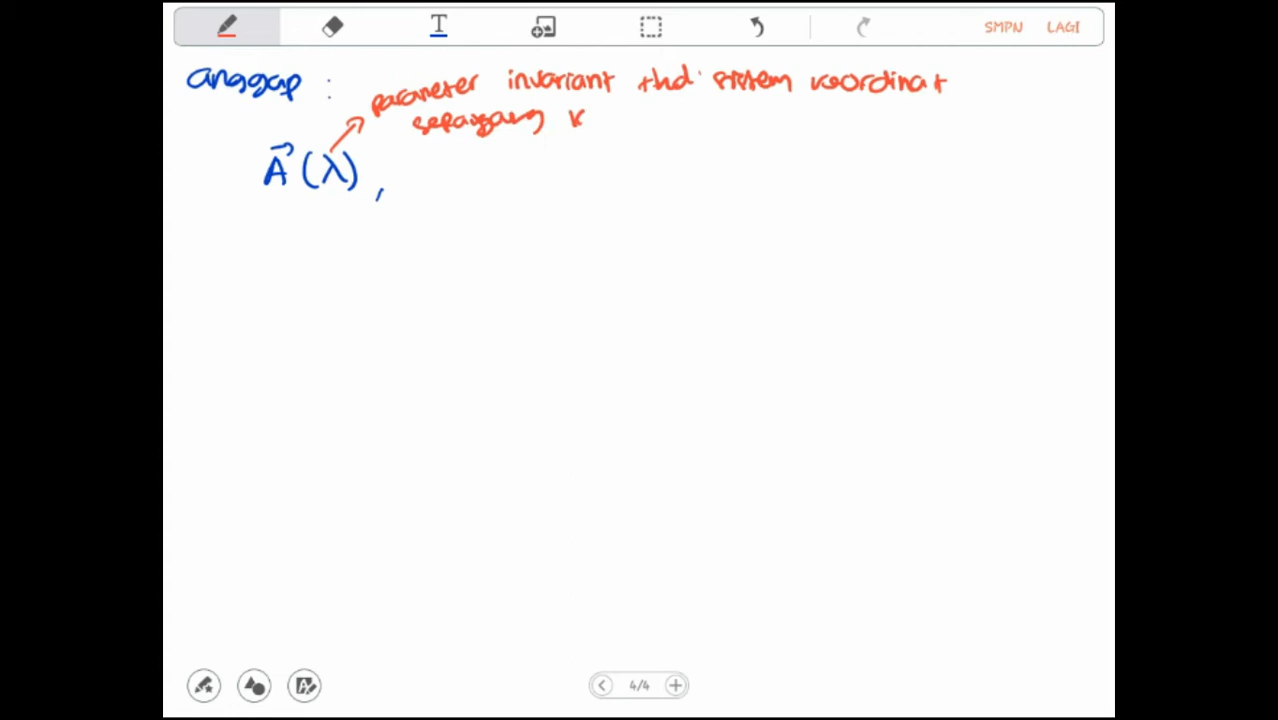 T SMPN LAGI
anggap : parameter invariant thd. sistem koordinat
sepanjang K
A⃗ (λ) ,
4/4